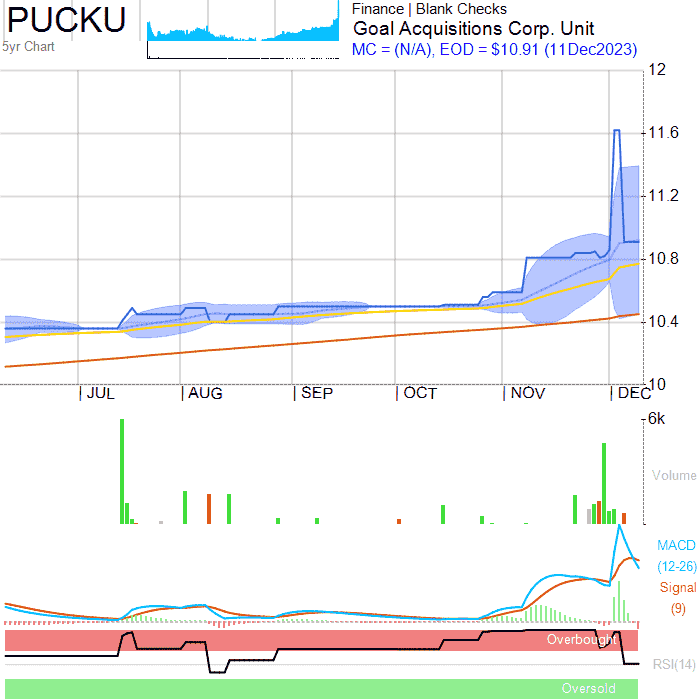 PUCKU
5yr Chart
Finance | Blank Checks
Goal Acquisitions Corp. Unit
MC = (N/A), EOD = $10.91 (11Dec2023)
12
11.6
11.2
10.8
10.4
10
| JUL | AUG | SEP | OCT | NOV | DEC
6k
Volume
MACD
(12-26)
Signal
(9)
Overbought
RSI(14)
Oversold